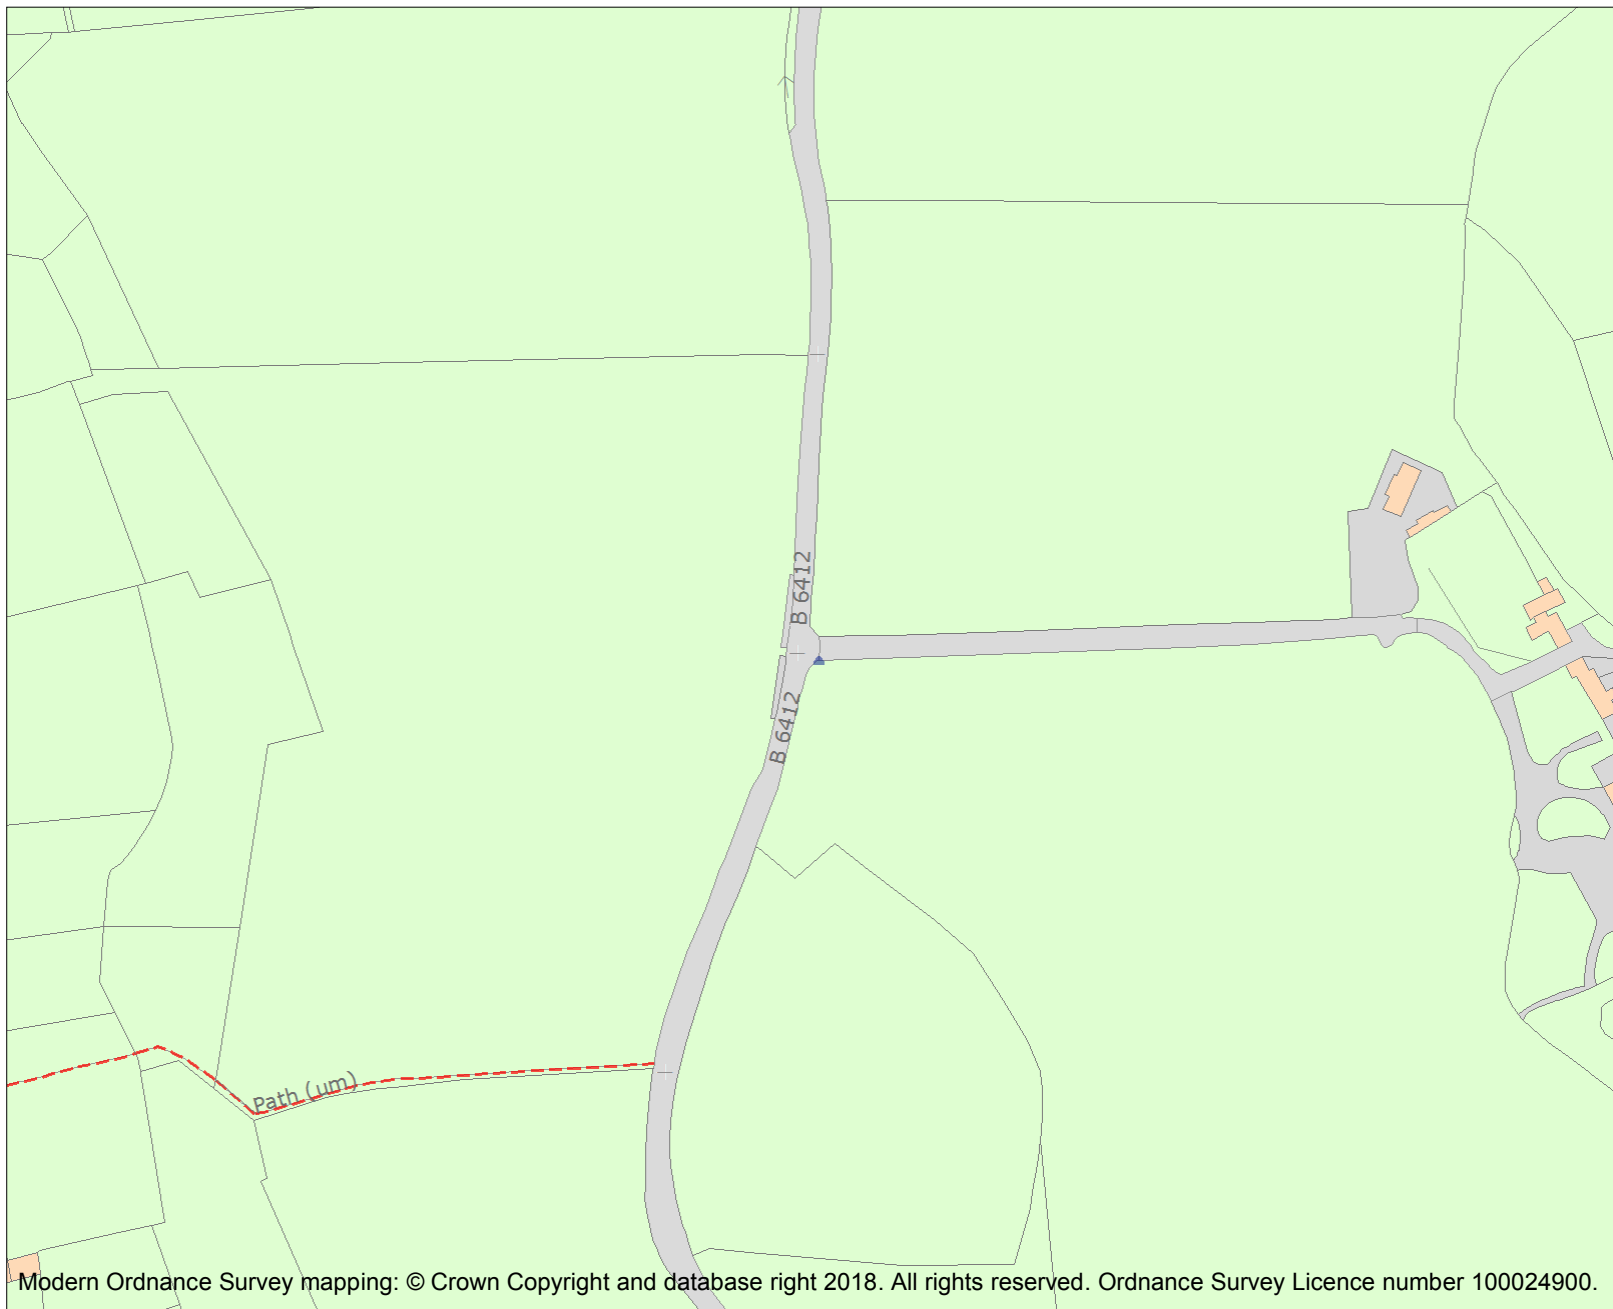 B 6412
B 6412
Path (um)
Modern Ordnance Survey mapping: © Crown Copyright and database right 2018. All rights reserved. Ordnance Survey Licence number 100024900.